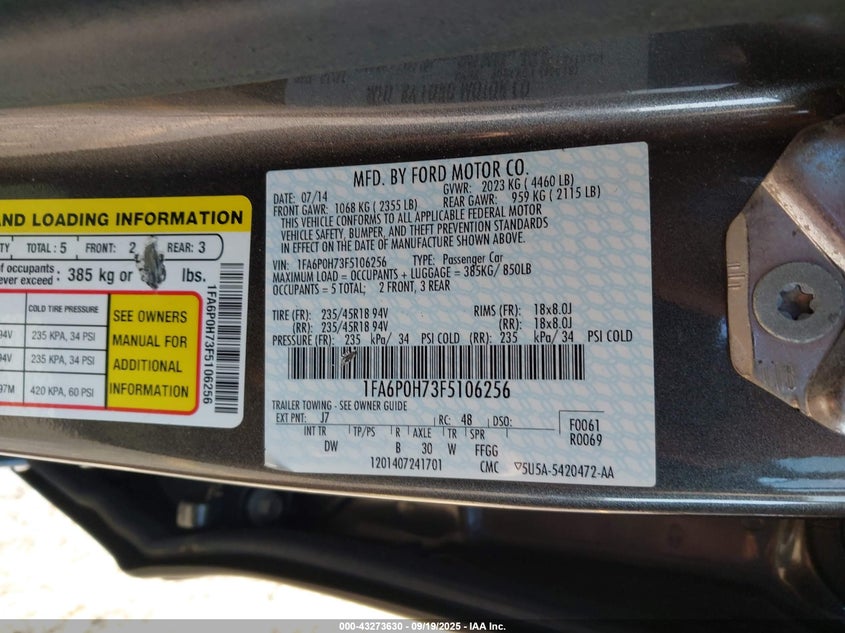 AND LOADING INFORMATION
TOTAL : 5 FRONT: 2 REAR: 3
of occupants:
never exceed: 385 kg or lbs.
COLD TIRE PRESSURE
235 KPA, 34 PSI
235 KPA, 34 PSI
97M 420 KPA, 60 PSI
SEE OWNERS
MANUAL FOR
ADDITIONAL
INFORMATION
1FA6P0H73F5106256
MFD. BY FORD MOTOR CO.
DATE: 07/14 GVWR: 2023 KG ( 4460 LB)
FRONT GAWR: 1068 KG ( 2355 LB) REAR GAWR: 959 KG ( 2115 LB)
THIS VEHICLE CONFORMS TO ALL APPLICABLE FEDERAL MOTOR
VEHICLE SAFETY, BUMPER, AND THEFT PREVENTION STANDARDS
IN EFFECT ON THE DATE OF MANUFACTURE SHOWN ABOVE.
VIN: 1FA6P0H73F5106256 TYPE: Passenger Car
MAXIMUM LOAD = OCCUPANTS + LUGGAGE = 385KG/ 850LB
OCCUPANTS = 5 TOTAL; 2 FRONT, 3 REAR
TIRE (FR): 235/45R18 94V RIMS (FR): 18x8.0J
(RR): 235/45R18 94V (RR): 18x8.0J
PRESSURE (FR): 235 kPa/ 34 PSI COLD (RR): 235 kPa/ 34 PSI COLD
1FA6P0H73F5106256
TRAILER TOWING - SEE OWNER GUIDE
EXT PNT: J7 RC: 48 DSO:
F0061
R0069
INT TR TP/PS R AXLE TR SPR
DW B 30 W FFGG
1201407241701 CMC ▽5U5A-5420472-AA
000-43273630 - 09/19/2025 - IAA Inc.